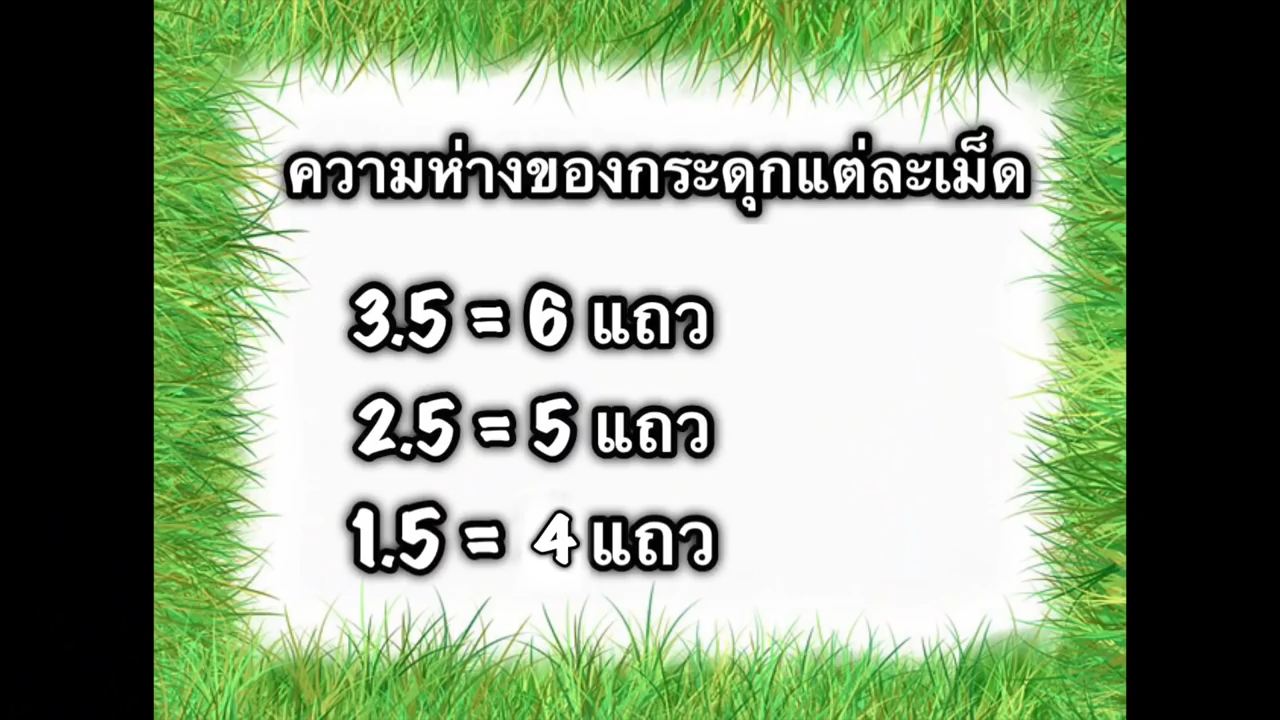 ความห่างของกระดุกแต่ละเม็ด
3.5 = 6 แถว
2.5 = 5 แถว
1.5 = 4 แถว